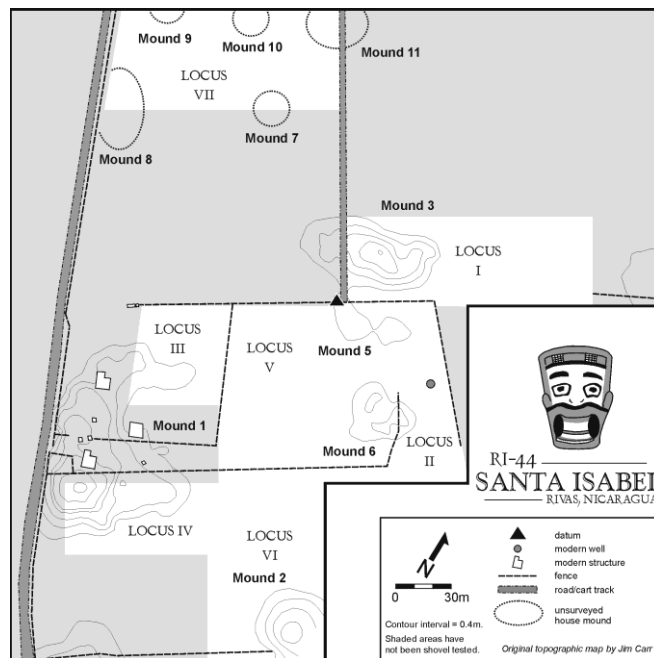 Mound 9
Mound 10
Mound 11
LOCUS
VII
Mound 7
Mound 8
Mound 3
LOCUS
I
LOCUS
III
LOCUS
V
Mound 5
Mound 1
Mound 6
LOCUS
II
LOCUS IV
LOCUS
VI
Mound 2
RI-44
SANTA ISABEL
RIVAS, NICARAGUA
N
0 30m
Contour interval = 0.4m.
Shaded areas have
not been shovel tested.
datum
modern well
modern structure
fence
road/cart track
unsurveyed
house mound
Original topographic map by Jim Carr